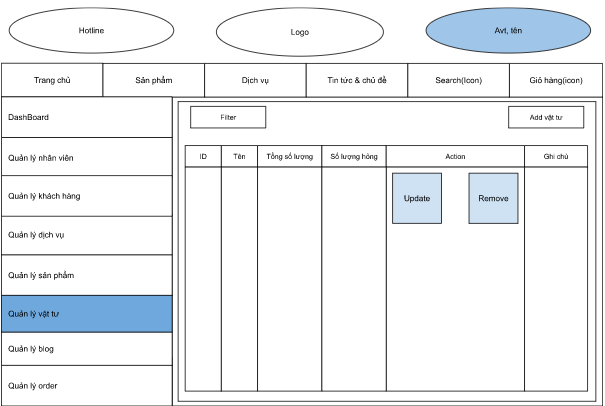 Hotline
Logo
Avt, tên
Trang chủ
Sản phẩm
Dịch vụ
Tin tức & chủ đề
Search(Icon)
Giỏ hàng(icon)
DashBoard
Quản lý nhân viên
Quản lý khách hàng
Quản lý dịch vụ
Quản lý sản phẩm
Quản lý vật tư
Quản lý blog
Quản lý order
Filter
Add vật tư
ID
Tên
Tổng số lượng
Số lượng hỏng
Action
Ghi chú
Update
Remove